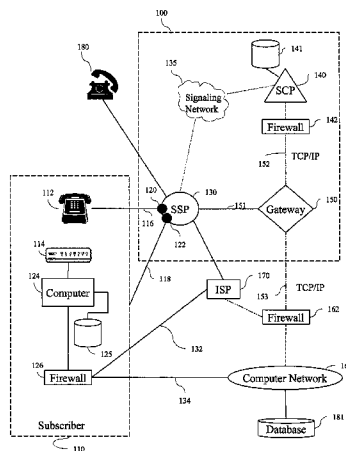 100
180
141
135
140
Signaling
Network
SCP
Firewall
142
152
TCP/IP
120
130
112
SSP
151
Gateway
150
116
122
114
124
Computer
118
ISP
170
153
TCP/IP
125
Firewall
162
132
126
Firewall
134
Computer Network
Subscriber
110
Database
181